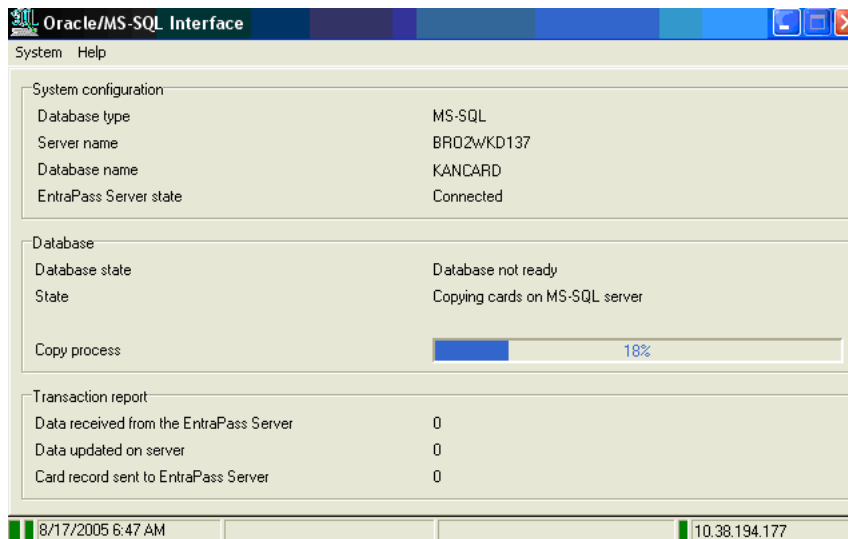 Oracle/MS-SQL Interface
System Help
System configuration
Database type MS-SQL
Server name BRO2WKD137
Database name KANCARD
EntraPass Server state Connected
Database
Database state Database not ready
State Copying cards on MS-SQL server
Copy process 18%
Transaction report
Data received from the EntraPass Server 0
Data updated on server 0
Card record sent to EntraPass Server 0
8/17/2005 6:47 AM 10.38.194.177